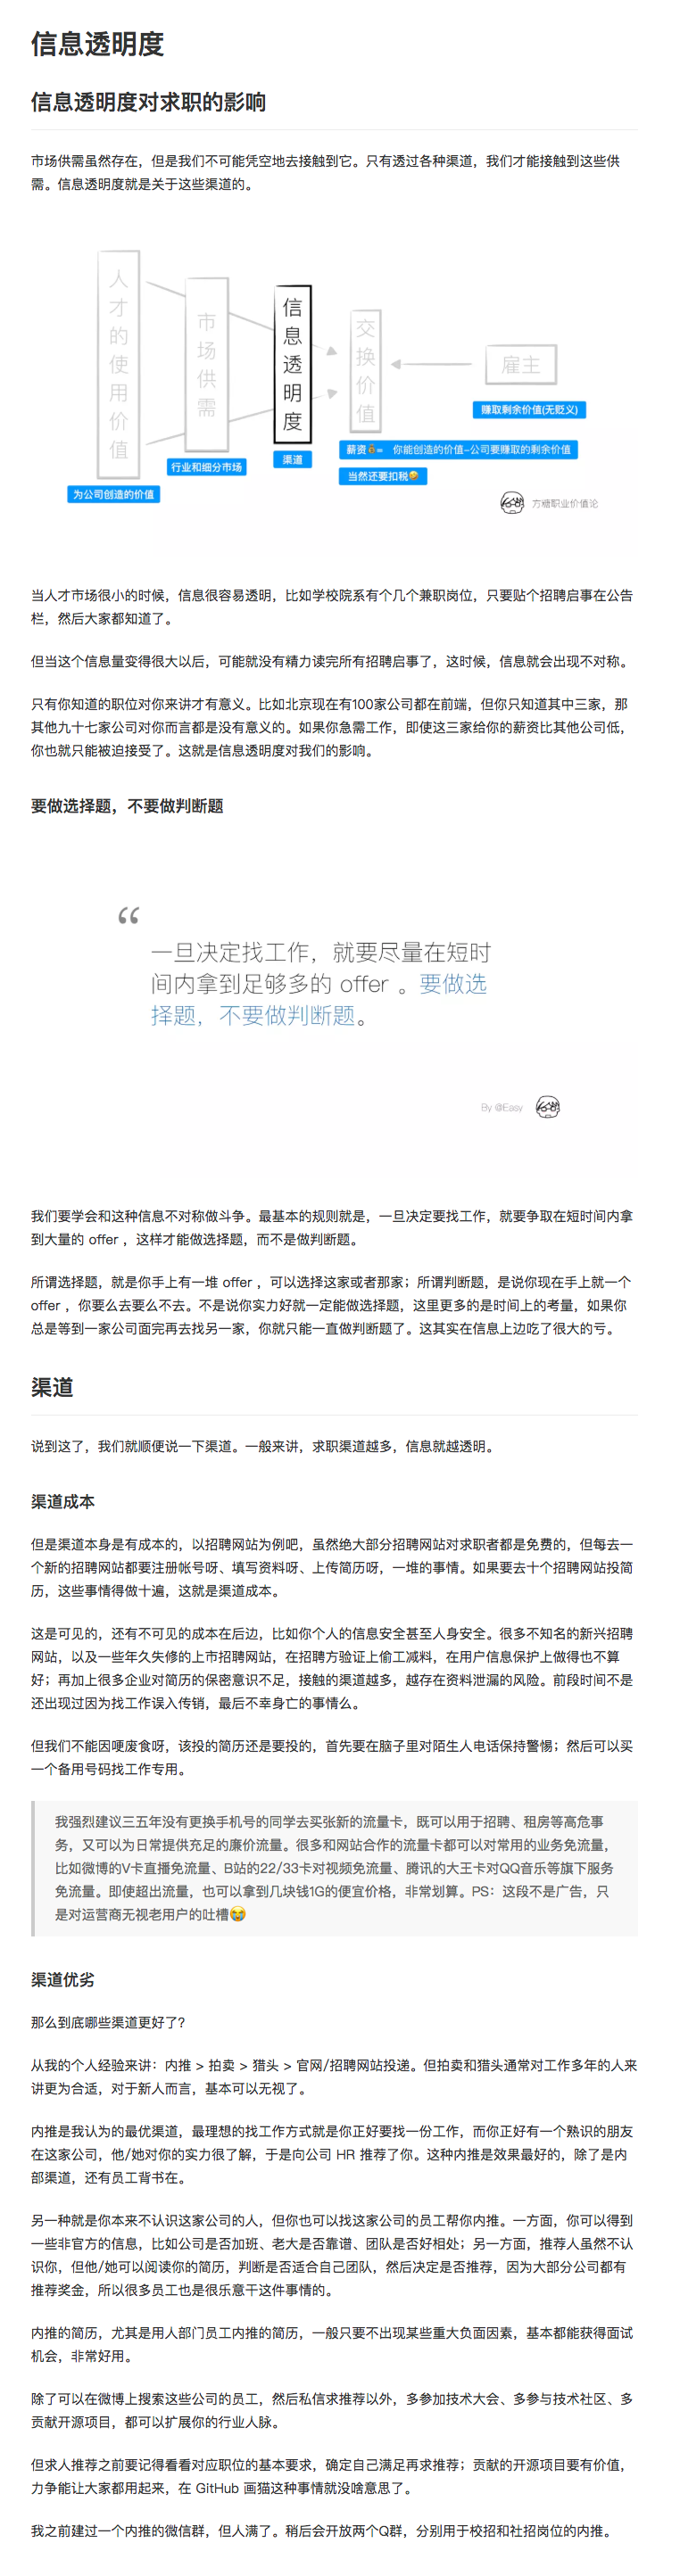 信息透明度
信息透明度对求职的影响
市场供需虽然存在，但是我们不可能凭空地去接触到它。只有透过各种渠道，我们才能接触到这些供
需。信息透明度就是关于这些渠道的。
人才的使用价值
市场供需
信息透明度
交换价值
雇主
赚取剩余价值(无贬义)
薪资💰= 你能创造的价值-公司要赚取的剩余价值
渠道
行业和细分市场
当然还要扣税🤣
为公司创造的价值
方糖职业价值论
当人才市场很小的时候，信息很容易透明，比如学校院系有个几个兼职岗位，只要贴个招聘启事在公告
栏，然后大家都知道了。
但当这个信息量变得很大以后，可能就没有精力读完所有招聘启事了，这时候，信息就会出现不对称。
只有你知道的职位对你来讲才有意义。比如北京现在有100家公司都在前端，但你只知道其中三家，那
其他九十七家公司对你而言都是没有意义的。如果你急需工作，即使这三家给你的薪资比其他公司低，
你也就只能被迫接受了。这就是信息透明度对我们的影响。
要做选择题，不要做判断题
“
一旦决定找工作，就要尽量在短时
间内拿到足够多的 offer 。要做选
择题，不要做判断题。
By @Easy
我们要学会和这种信息不对称做斗争。最基本的规则就是，一旦决定要找工作，就要争取在短时间内拿
到大量的 offer ，这样才能做选择题，而不是做判断题。
所谓选择题，就是你手上有一堆 offer ，可以选择这家或者那家；所谓判断题，是说你现在手上就一个
offer ，你要么去要么不去。不是说你实力好就一定能做选择题，这里更多的是时间上的考量，如果你
总是等到一家公司面完再去找另一家，你就只能一直做判断题了。这其实在信息上边吃了很大的亏。
渠道
说到这了，我们就顺便说一下渠道。一般来讲，求职渠道越多，信息就越透明。
渠道成本
但是渠道本身是有成本的，以招聘网站为例吧，虽然绝大部分招聘网站对求职者都是免费的，但每去一
个新的招聘网站都要注册帐号呀、填写资料呀、上传简历呀，一堆的事情。如果要去十个招聘网站投简
历，这些事情得做十遍，这就是渠道成本。
这是可见的，还有不可见的成本在后边，比如你个人的信息安全甚至人身安全。很多不知名的新兴招聘
网站，以及一些年久失修的上市招聘网站，在招聘方验证上偷工减料，在用户信息保护上做得也不算
好；再加上很多企业对简历的保密意识不足，接触的渠道越多，越存在资料泄漏的风险。前段时间不是
还出现过因为找工作误入传销，最后不幸身亡的事情么。
但我们不能因哽废食呀，该投的简历还是要投的，首先要在脑子里对陌生人电话保持警惕；然后可以买
一个备用号码找工作专用。
我强烈建议三五年没有更换手机号的同学去买张新的流量卡，既可以用于招聘、租房等高危事
务，又可以为日常提供充足的廉价流量。很多和网站合作的流量卡都可以对常用的业务免流量，
比如微博的V卡直播免流量、B站的22/33卡对视频免流量、腾讯的大王卡对QQ音乐等旗下服务
免流量。即使超出流量，也可以拿到几块钱1G的便宜价格，非常划算。PS：这段不是广告，只
是对运营商无视老用户的吐槽😭
渠道优劣
那么到底哪些渠道更好了？
从我的个人经验来讲：内推 > 拍卖 > 猎头 > 官网/招聘网站投递。但拍卖和猎头通常对工作多年的人来
讲更为合适，对于新人而言，基本可以无视了。
内推是我认为的最优渠道，最理想的找工作方式就是你正好要找一份工作，而你正好有一个熟识的朋友
在这家公司，他/她对你的实力很了解，于是向公司 HR 推荐了你。这种内推是效果最好的，除了是内
部渠道，还有员工背书在。
另一种就是你本来不认识这家公司的人，但你也可以找这家公司的员工帮你内推。一方面，你可以得到
一些非官方的信息，比如公司是否加班、老大是否靠谱、团队是否好相处；另一方面，推荐人虽然不认
识你，但他/她可以阅读你的简历，判断是否适合自己团队，然后决定是否推荐，因为大部分公司都有
推荐奖金，所以很多员工也是很乐意干这件事情的。
内推的简历，尤其是用人部门员工内推的简历，一般只要不出现某些重大负面因素，基本都能获得面试
机会，非常好用。
除了可以在微博上搜索这些公司的员工，然后私信求推荐以外，多参加技术大会、多参与技术社区、多
贡献开源项目，都可以扩展你的行业人脉。
但求人推荐之前要记得看看对应职位的基本要求，确定自己满足再求推荐；贡献的开源项目要有价值，
力争能让大家都用起来，在 GitHub 画猫这种事情就没啥意思了。
我之前建过一个内推的微信群，但人满了。稍后会开放两个Q群，分别用于校招和社招岗位的内推。